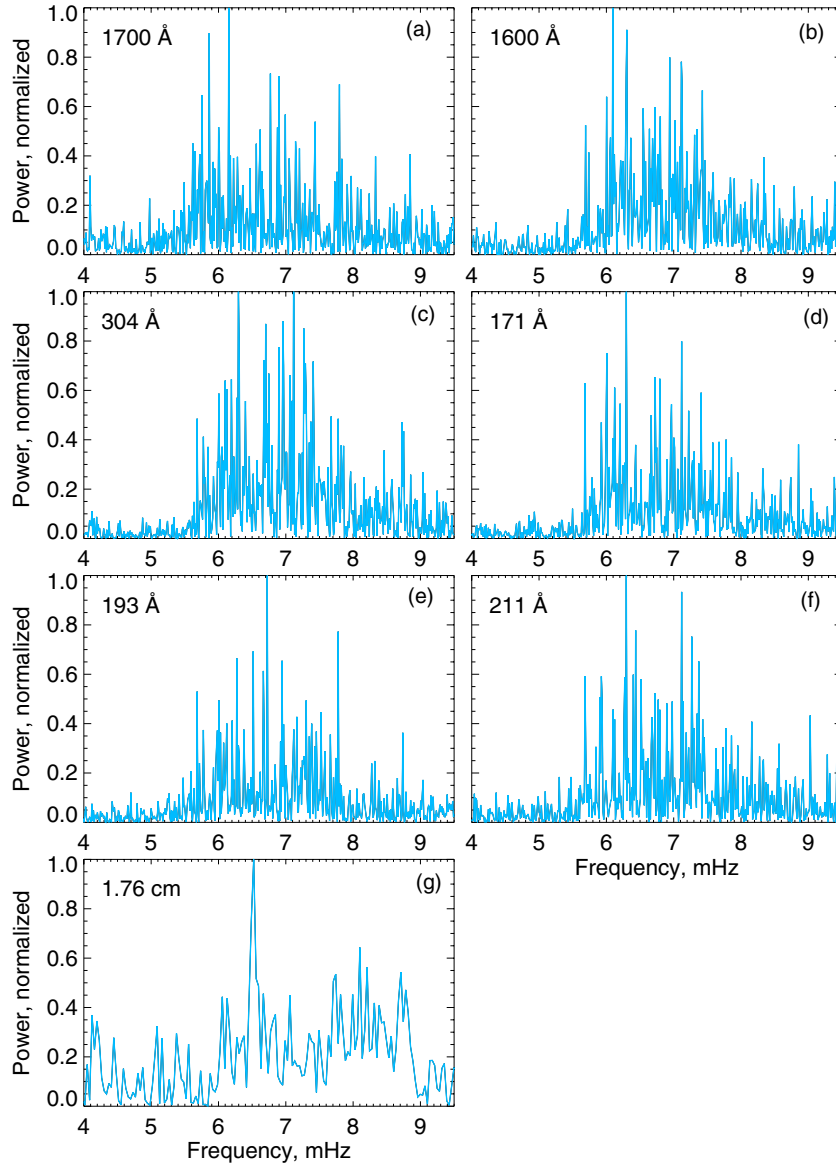 1700 Å (a)
1600 Å (b)
Power, normalized
1.0
0.8
0.6
0.4
0.2
0.0
4 5 6 7 8 9
4 5 6 7 8 9
304 Å (c)
171 Å (d)
Power, normalized
1.0
0.8
0.6
0.4
0.2
0.0
4 5 6 7 8 9
4 5 6 7 8 9
193 Å (e)
211 Å (f)
Power, normalized
1.0
0.8
0.6
0.4
0.2
0.0
4 5 6 7 8 9
4 5 6 7 8 9
Frequency, mHz
1.76 cm (g)
Power, normalized
1.0
0.8
0.6
0.4
0.2
0.0
4 5 6 7 8 9
Frequency, mHz